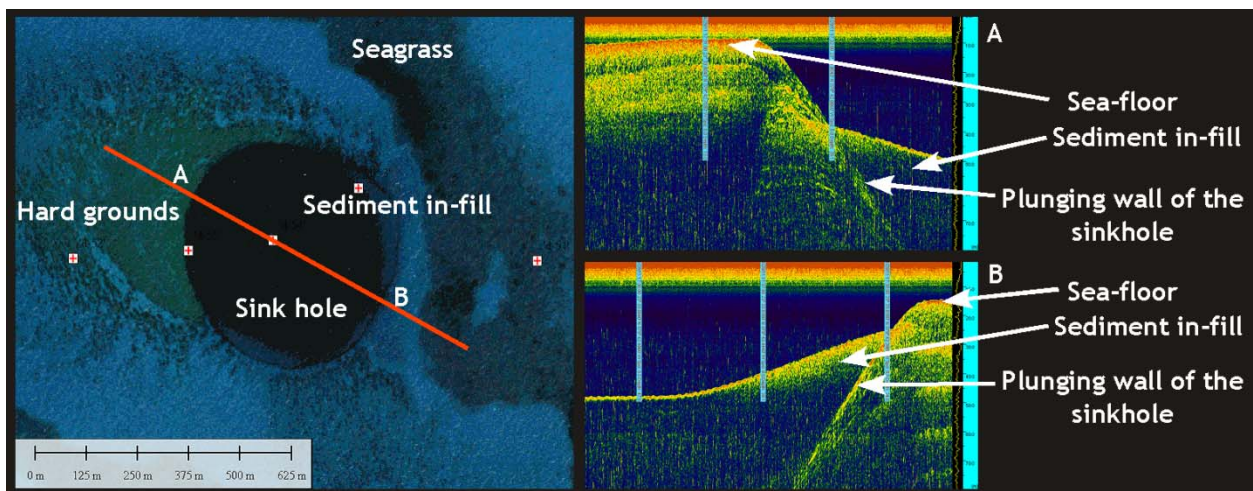 Seagrass
A
Hard grounds
Sediment in-fill
B
Sink hole
0 m 125 m 250 m 375 m 500 m 625 m
A
Sea-floor
Sediment in-fill
Plunging wall of the
sinkhole
B
Sea-floor
Sediment in-fill
Plunging wall of the
sinkhole